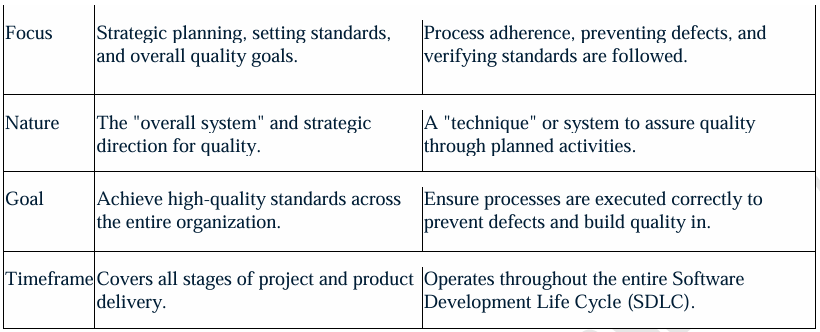 Focus
Strategic planning, setting standards,
and overall quality goals.
Process adherence, preventing defects, and
verifying standards are followed.
Nature
The "overall system" and strategic
direction for quality.
A "technique" or system to assure quality
through planned activities.
Goal
Achieve high-quality standards across
the entire organization.
Ensure processes are executed correctly to
prevent defects and build quality in.
Timeframe
Covers all stages of project and product
delivery.
Operates throughout the entire Software
Development Life Cycle (SDLC).